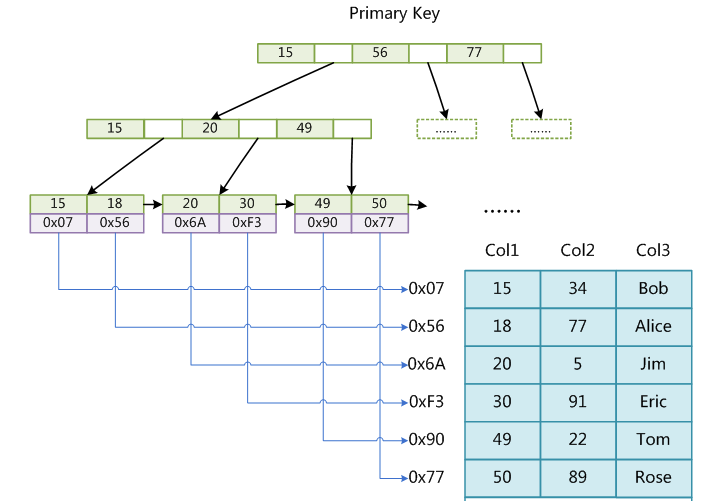 Primary Key
15 56 77
15 20 49
...... ......
15 18 20 30 49 50
0x07 0x56 0x6A 0xF3 0x90 0x77
......
Col1 Col2 Col3
0x07 15 34 Bob
0x56 18 77 Alice
0x6A 20 5 Jim
0xF3 30 91 Eric
0x90 49 22 Tom
0x77 50 89 Rose